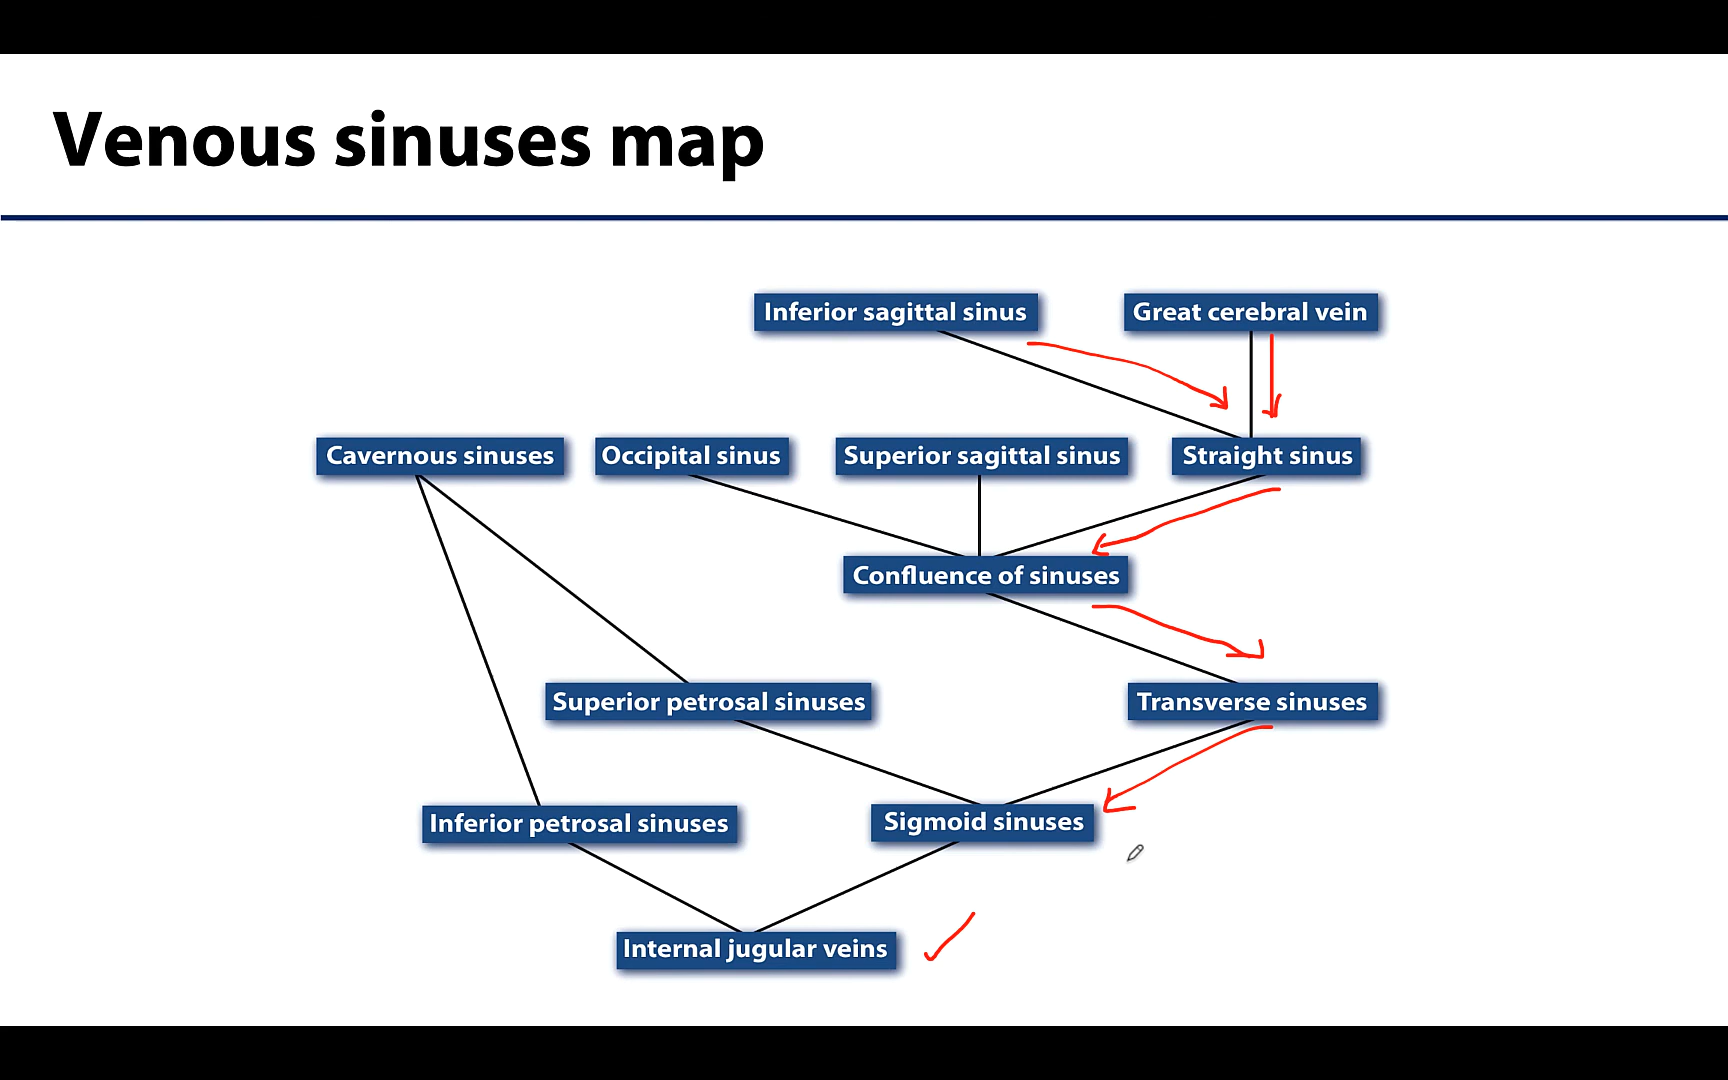 Venous sinuses map
Inferior sagittal sinus
Great cerebral vein
Cavernous sinuses
Occipital sinus
Superior sagittal sinus
Straight sinus
Confluence of sinuses
Superior petrosal sinuses
Transverse sinuses
Inferior petrosal sinuses
Sigmoid sinuses
Internal jugular veins